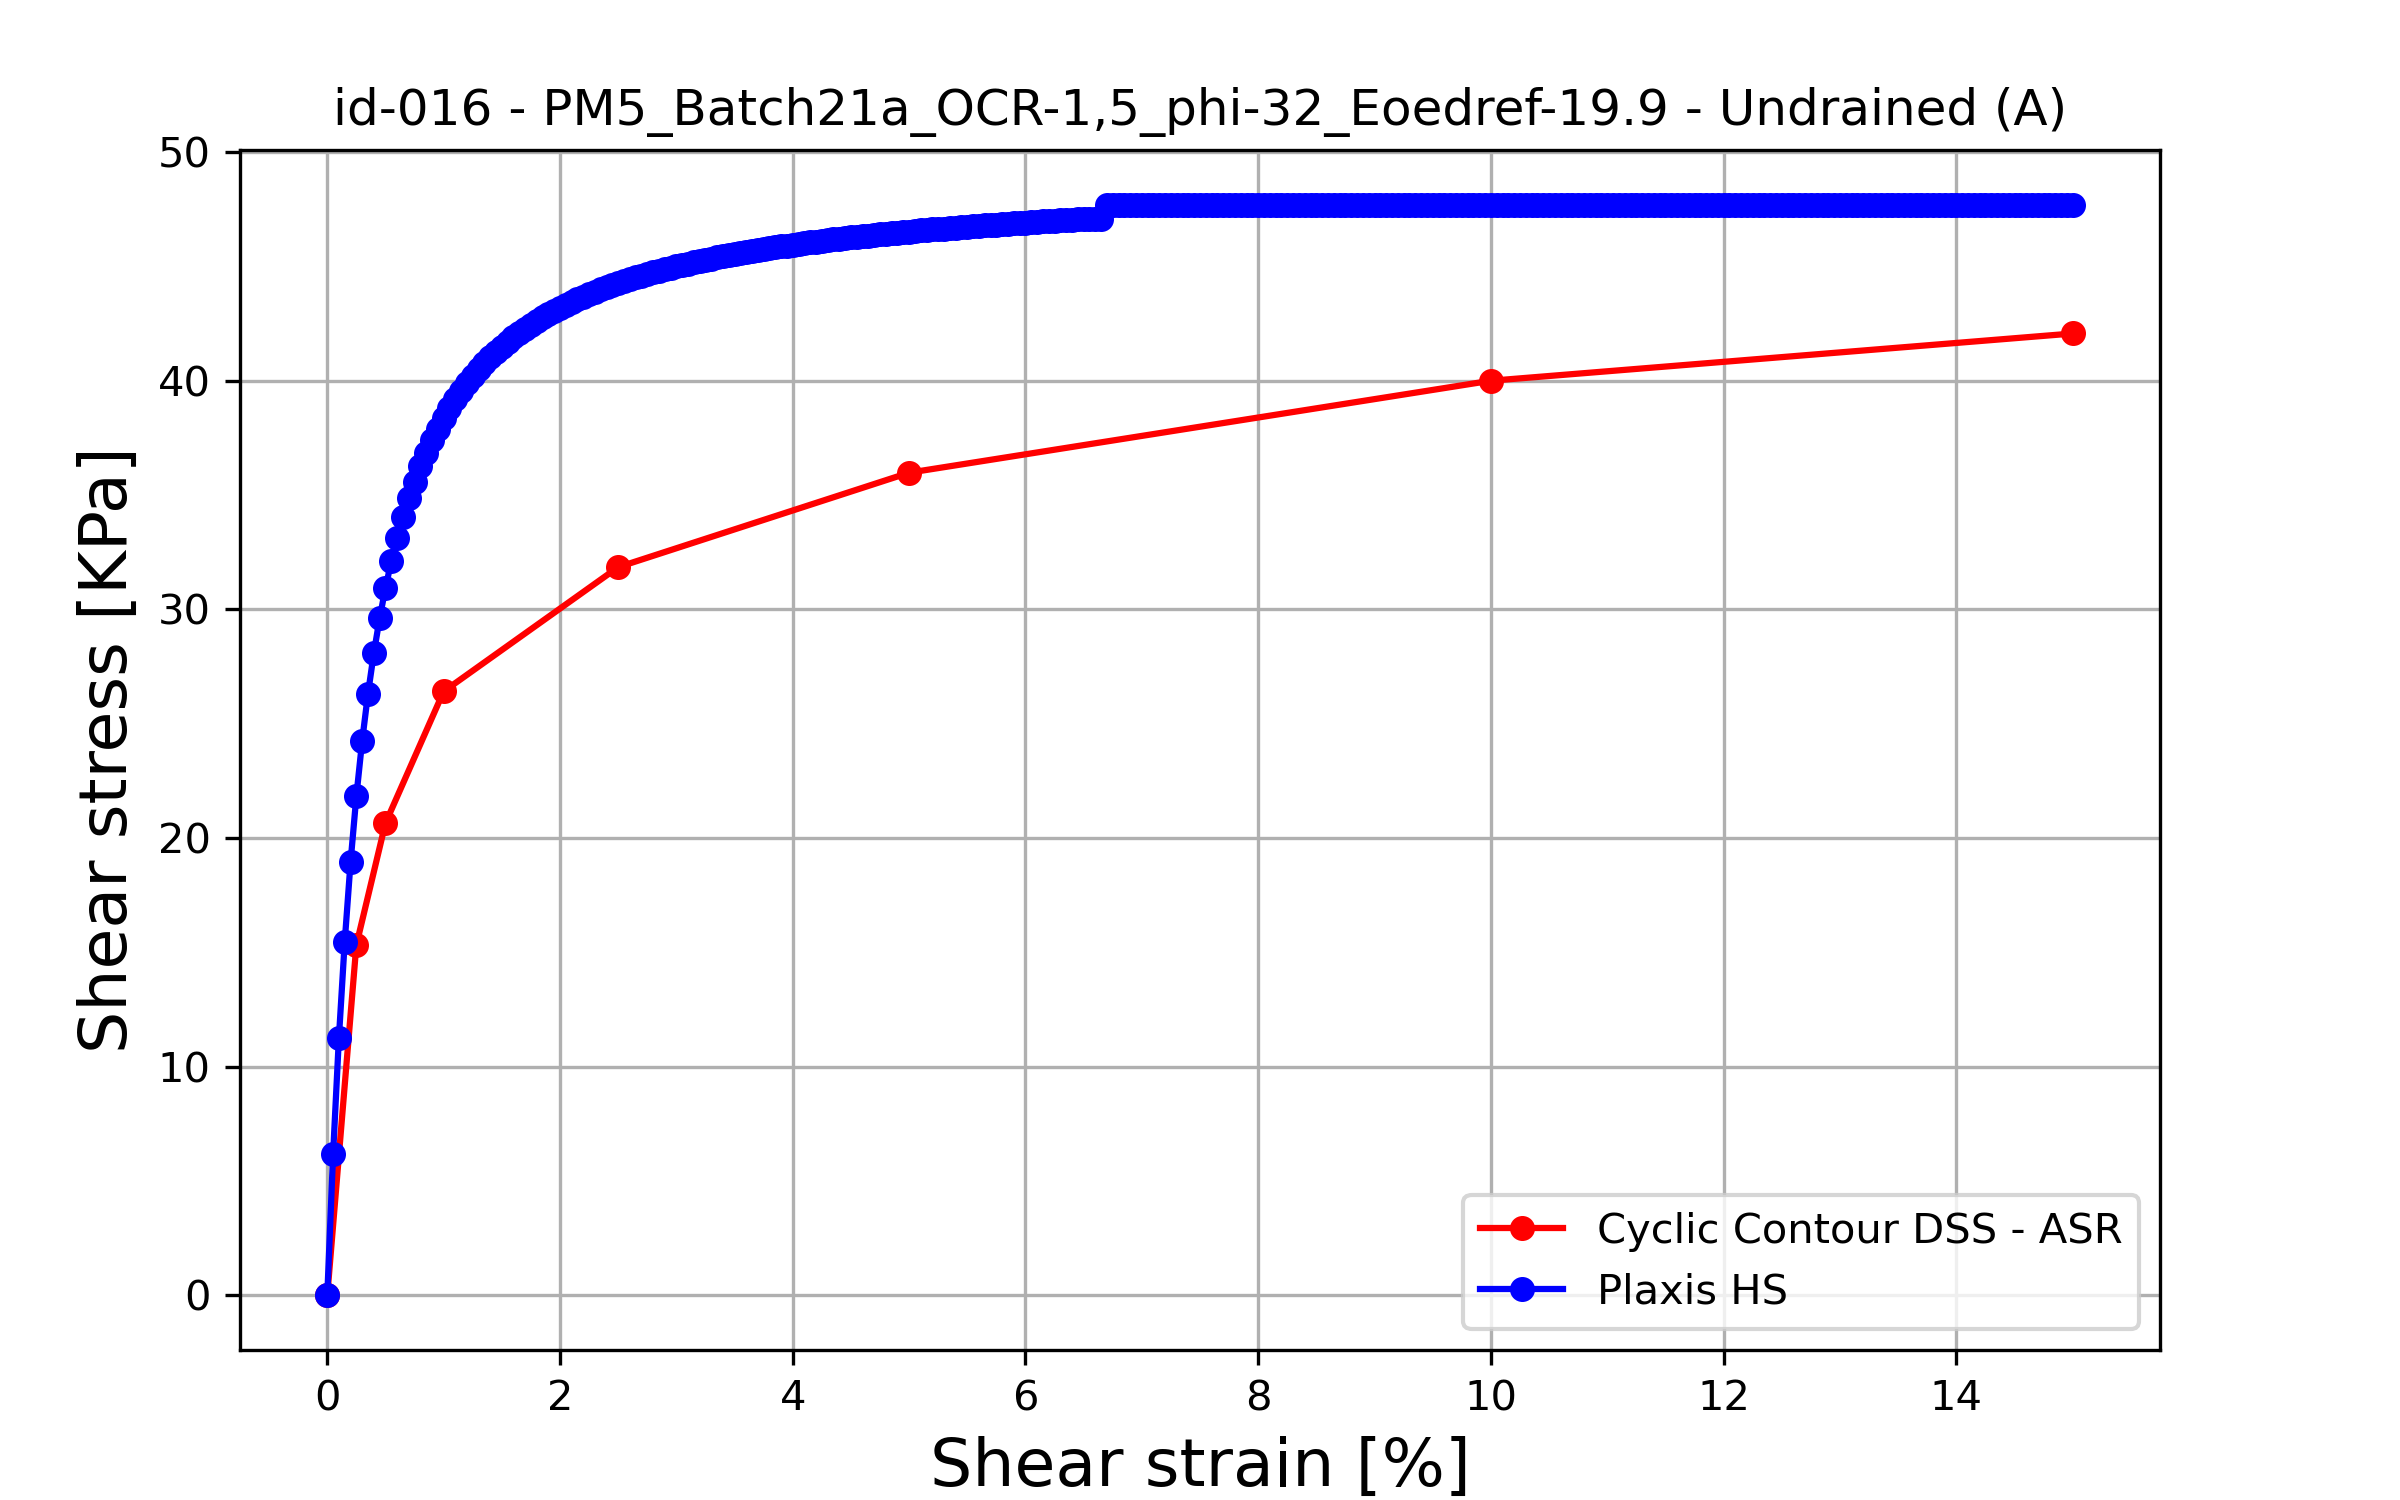 id-016 - PM5_Batch21a_OCR-1,5_phi-32_Eoedref-19.9 - Undrained (A)
50
40
30
20
10
0
Shear stress [KPa]
Cyclic Contour DSS - ASR
Plaxis HS
0 2 4 6 8 10 12 14
Shear strain [%]